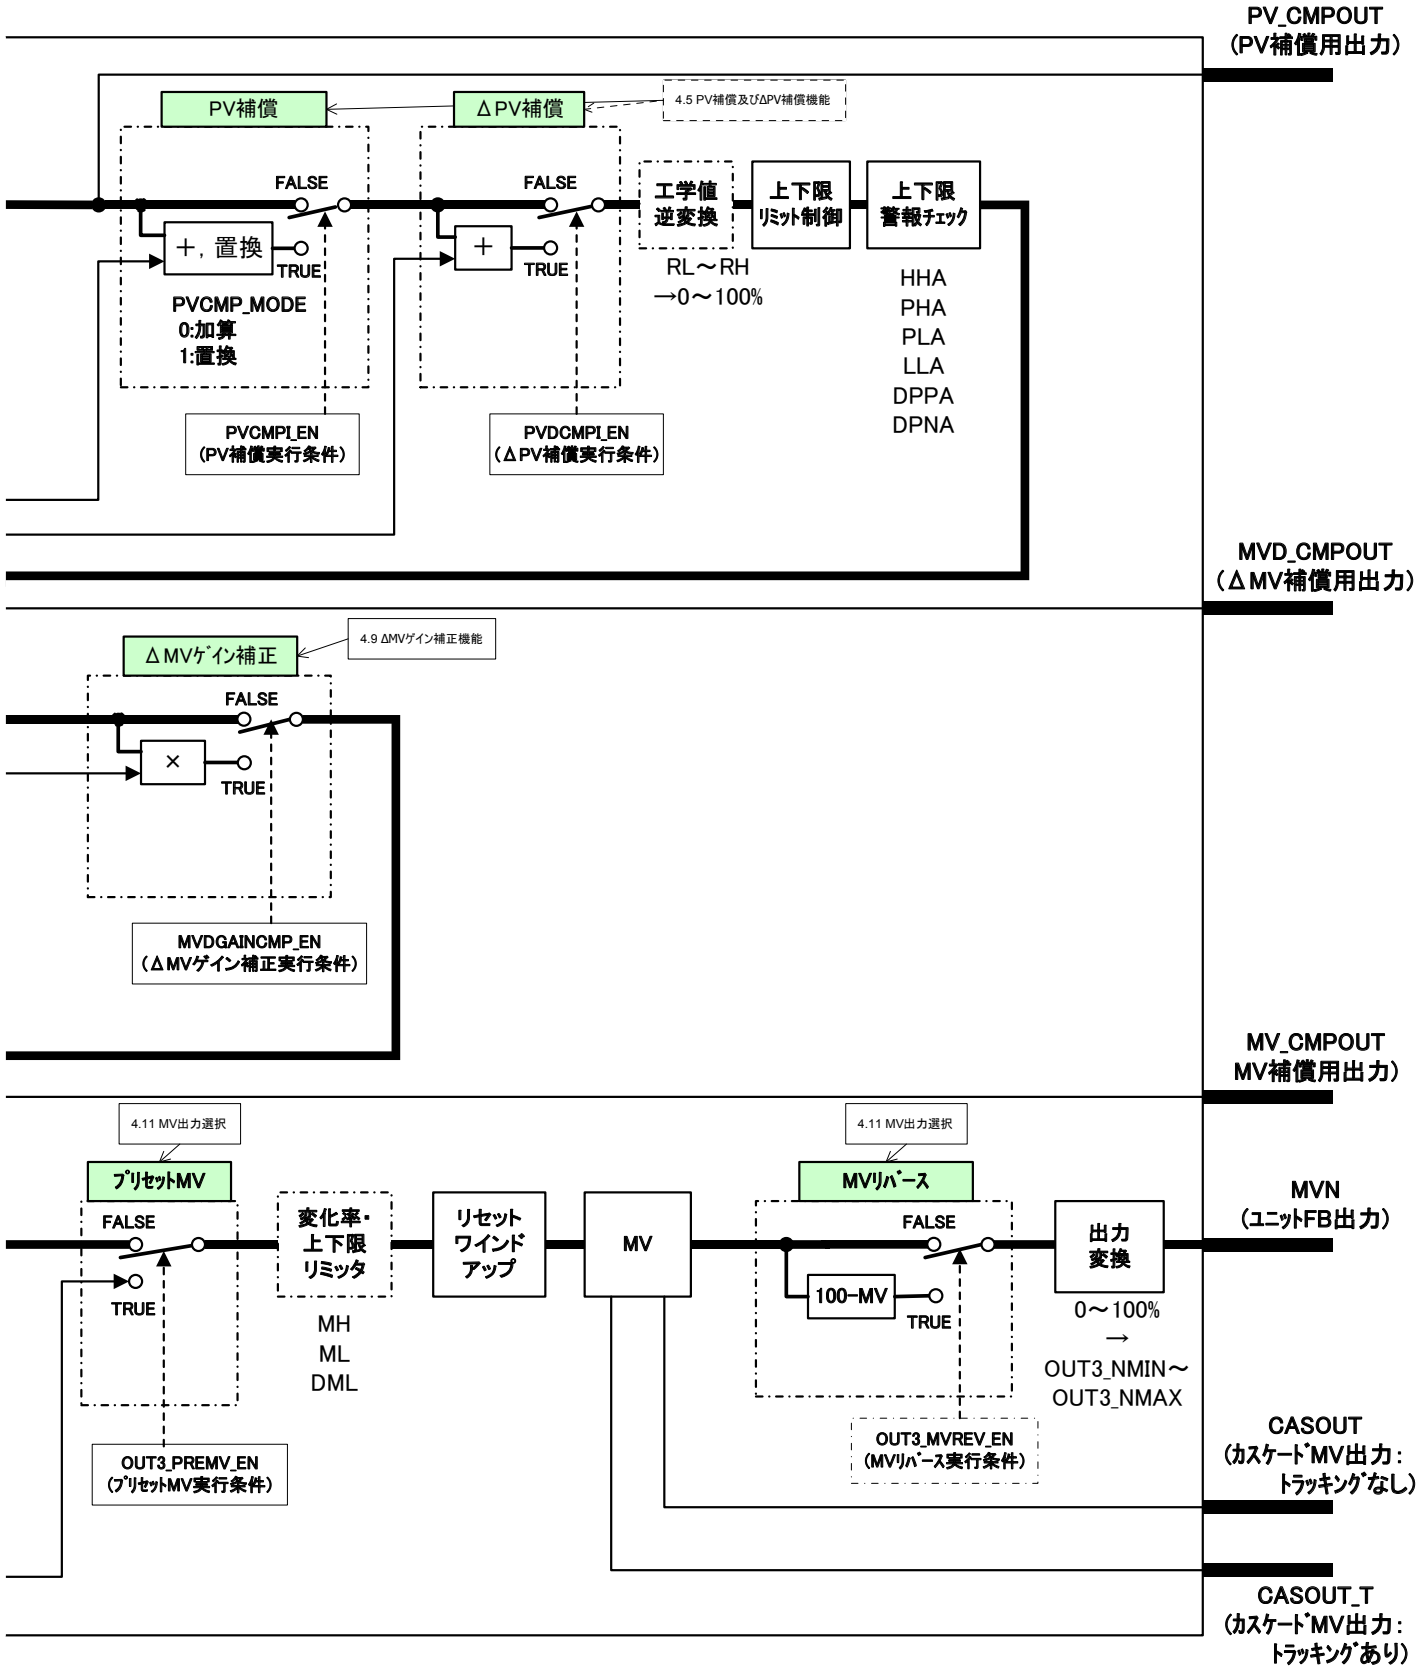 PV_CMPOUT
(PV補償用出力)
PV補償
ΔPV補償
4.5 PV補償及びΔPV補償機能
FALSE
FALSE
+, 置換
TRUE
+
TRUE
工学値
逆変換
上下限
リミット制御
上下限
警報チェック
RL～RH
→0～100%
HHA
PHA
PLA
LLA
DPPA
DPNA
PVCMP_MODE
0:加算
1:置換
PVCMPI_EN
(PV補償実行条件)
PVDCMPI_EN
(ΔPV補償実行条件)
MVD_CMPOUT
(ΔMV補償用出力)
ΔMVゲイン補正
4.9 ΔMVゲイン補正機能
FALSE
×
TRUE
MVDGAINCMP_EN
(ΔMVゲイン補正実行条件)
MV_CMPOUT
MV補償用出力)
4.11 MV出力選択
4.11 MV出力選択
プリセットMV
MVリバース
FALSE
TRUE
変化率・
上下限
リミッタ
MH
ML
DML
リセット
ワインド
アップ
MV
FALSE
100-MV
TRUE
出力
変換
0～100%
→
OUT3_NMIN～
OUT3_NMAX
MVN
(ユニットFB出力)
OUT3_PREMV_EN
(プリセットMV実行条件)
OUT3_MVREV_EN
(MVリバース実行条件)
CASOUT
(カスケードMV出力:
トラッキングなし)
CASOUT_T
(カスケードMV出力:
トラッキングあり)